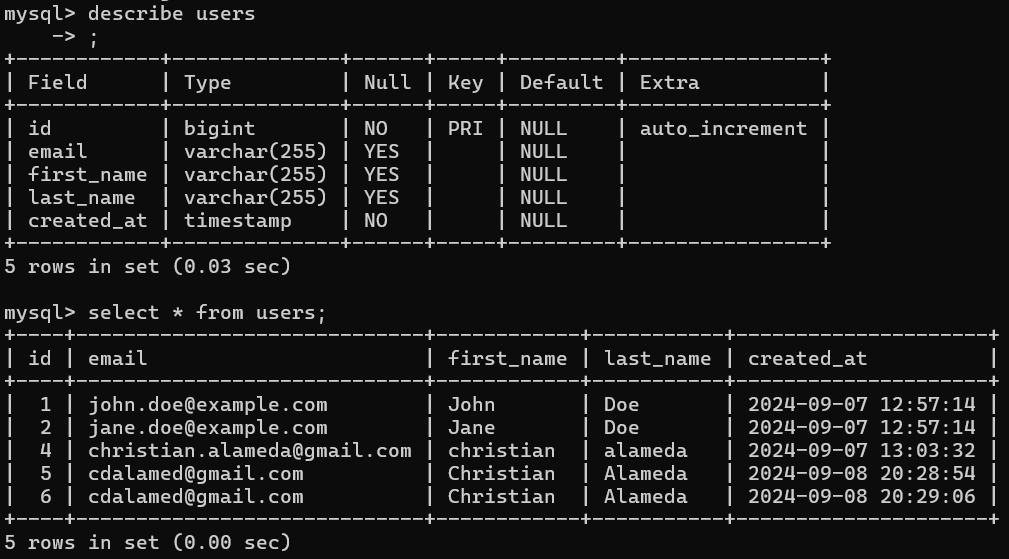 mysql> describe users
    -> ;
+------------+--------------+------+-----+---------+----------------+
| Field      | Type         | Null | Key | Default | Extra          |
+------------+--------------+------+-----+---------+----------------+
| id         | bigint       | NO   | PRI | NULL    | auto_increment |
| email      | varchar(255) | YES  |     | NULL    |                |
| first_name | varchar(255) | YES  |     | NULL    |                |
| last_name  | varchar(255) | YES  |     | NULL    |                |
| created_at | timestamp    | NO   |     | NULL    |                |
+------------+--------------+------+-----+---------+----------------+
5 rows in set (0.03 sec)

mysql> select * from users;
+----+-----------------------------+------------+-----------+---------------------+
| id | email                       | first_name | last_name | created_at          |
+----+-----------------------------+------------+-----------+---------------------+
|  1 | john.doe@example.com        | John       | Doe       | 2024-09-07 12:57:14 |
|  2 | jane.doe@example.com        | Jane       | Doe       | 2024-09-07 12:57:14 |
|  4 | christian.alameda@gmail.com | christian  | alameda   | 2024-09-07 13:03:32 |
|  5 | cdalamed@gmail.com          | Christian  | Alameda   | 2024-09-08 20:28:54 |
|  6 | cdalamed@gmail.com          | Christian  | Alameda   | 2024-09-08 20:29:06 |
+----+-----------------------------+------------+-----------+---------------------+
5 rows in set (0.00 sec)